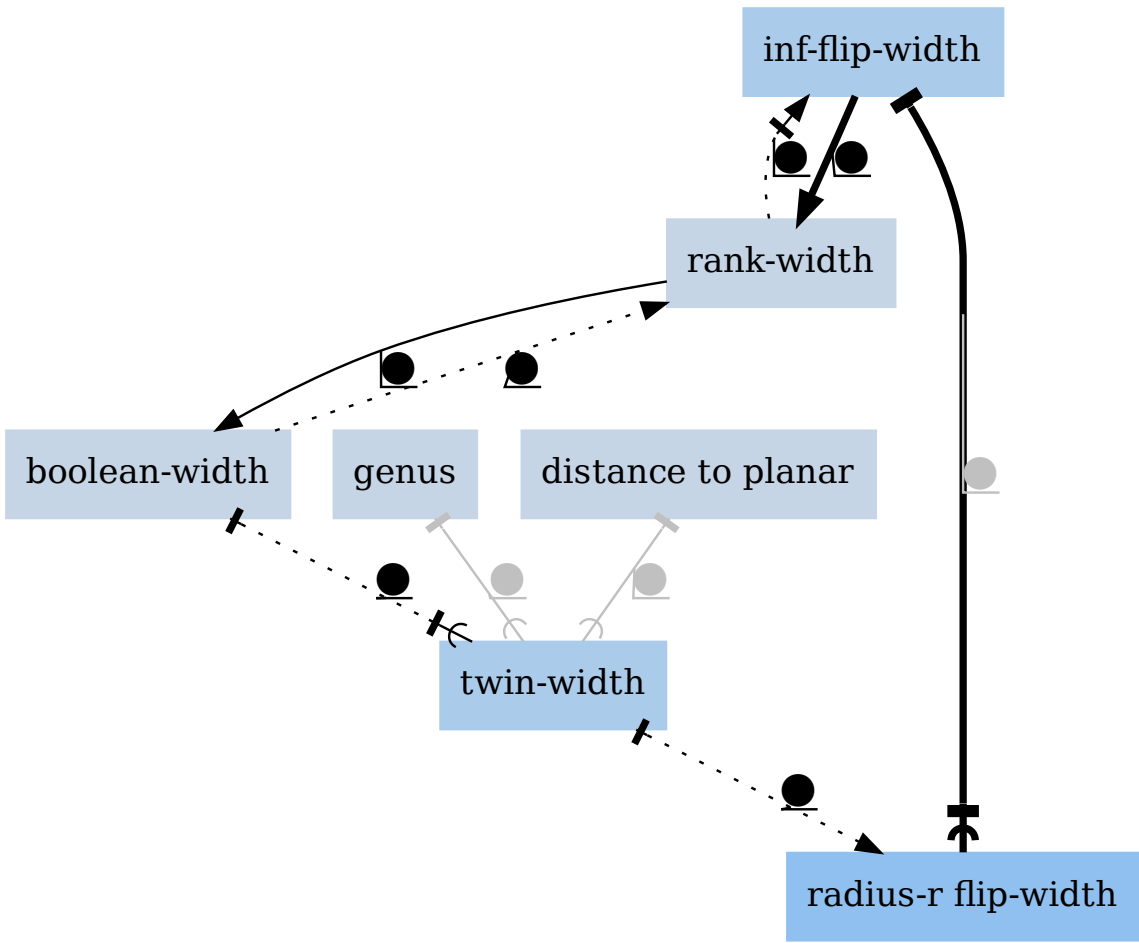 inf-flip-width
rank-width
boolean-width
genus
distance to planar
twin-width
radius-r flip-width